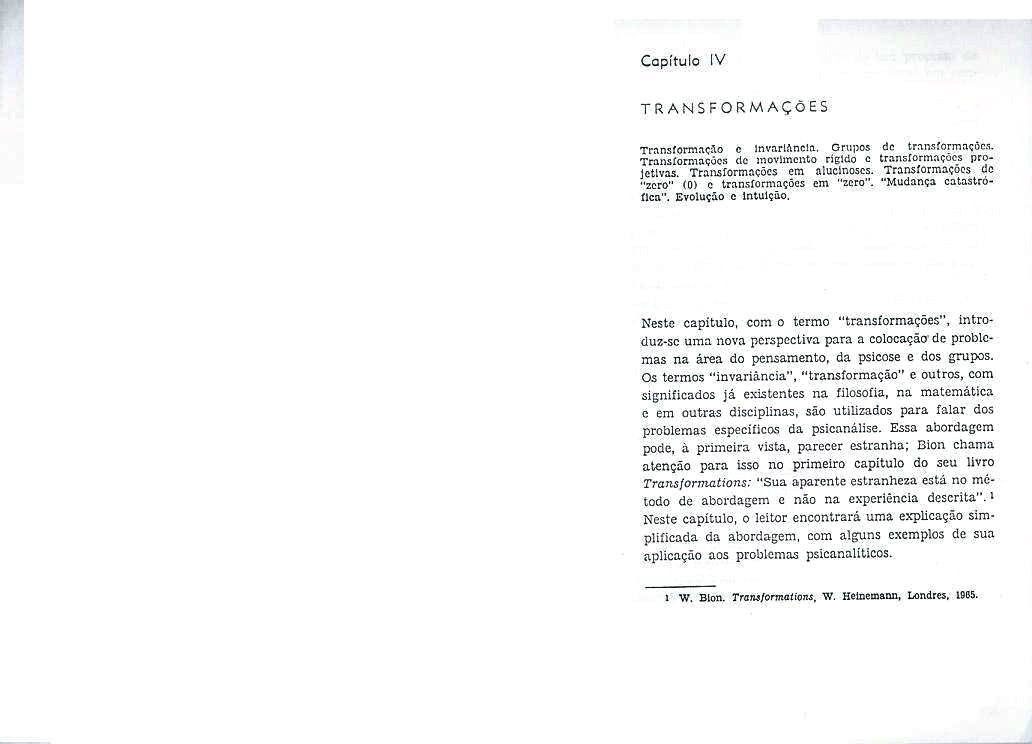 Capítulo IV
TRANSFORMAÇÕES
Transformação e invariância. Grupos de transformações.
Transformações de movimento rígido e transformações pro-
jetivas. Transformações em alucinoses. Transformações de
"zero" (0) e transformações em "zero". "Mudança catastró-
fica". Evolução e intuição.
Neste capítulo, com o termo "transformações", intro-
duz-se uma nova perspectiva para a colocação de proble-
mas na área do pensamento, da psicose e dos grupos.
Os termos "invariância", "transformação" e outros, com
significados já existentes na filosofia, na matemática
e em outras disciplinas, são utilizados para falar dos
problemas específicos da psicanálise. Essa abordagem
pode, à primeira vista, parecer estranha; Bion chama
atenção para isso no primeiro capítulo do seu livro
Transformations: "Sua aparente estranheza está no mé-
todo de abordagem e não na experiência descrita". 1
Neste capítulo, o leitor encontrará uma explicação sim-
plificada da abordagem, com alguns exemplos de sua
aplicação aos problemas psicanalíticos.
1 W. Bion. Transformations, W. Heinemann, Londres, 1965.